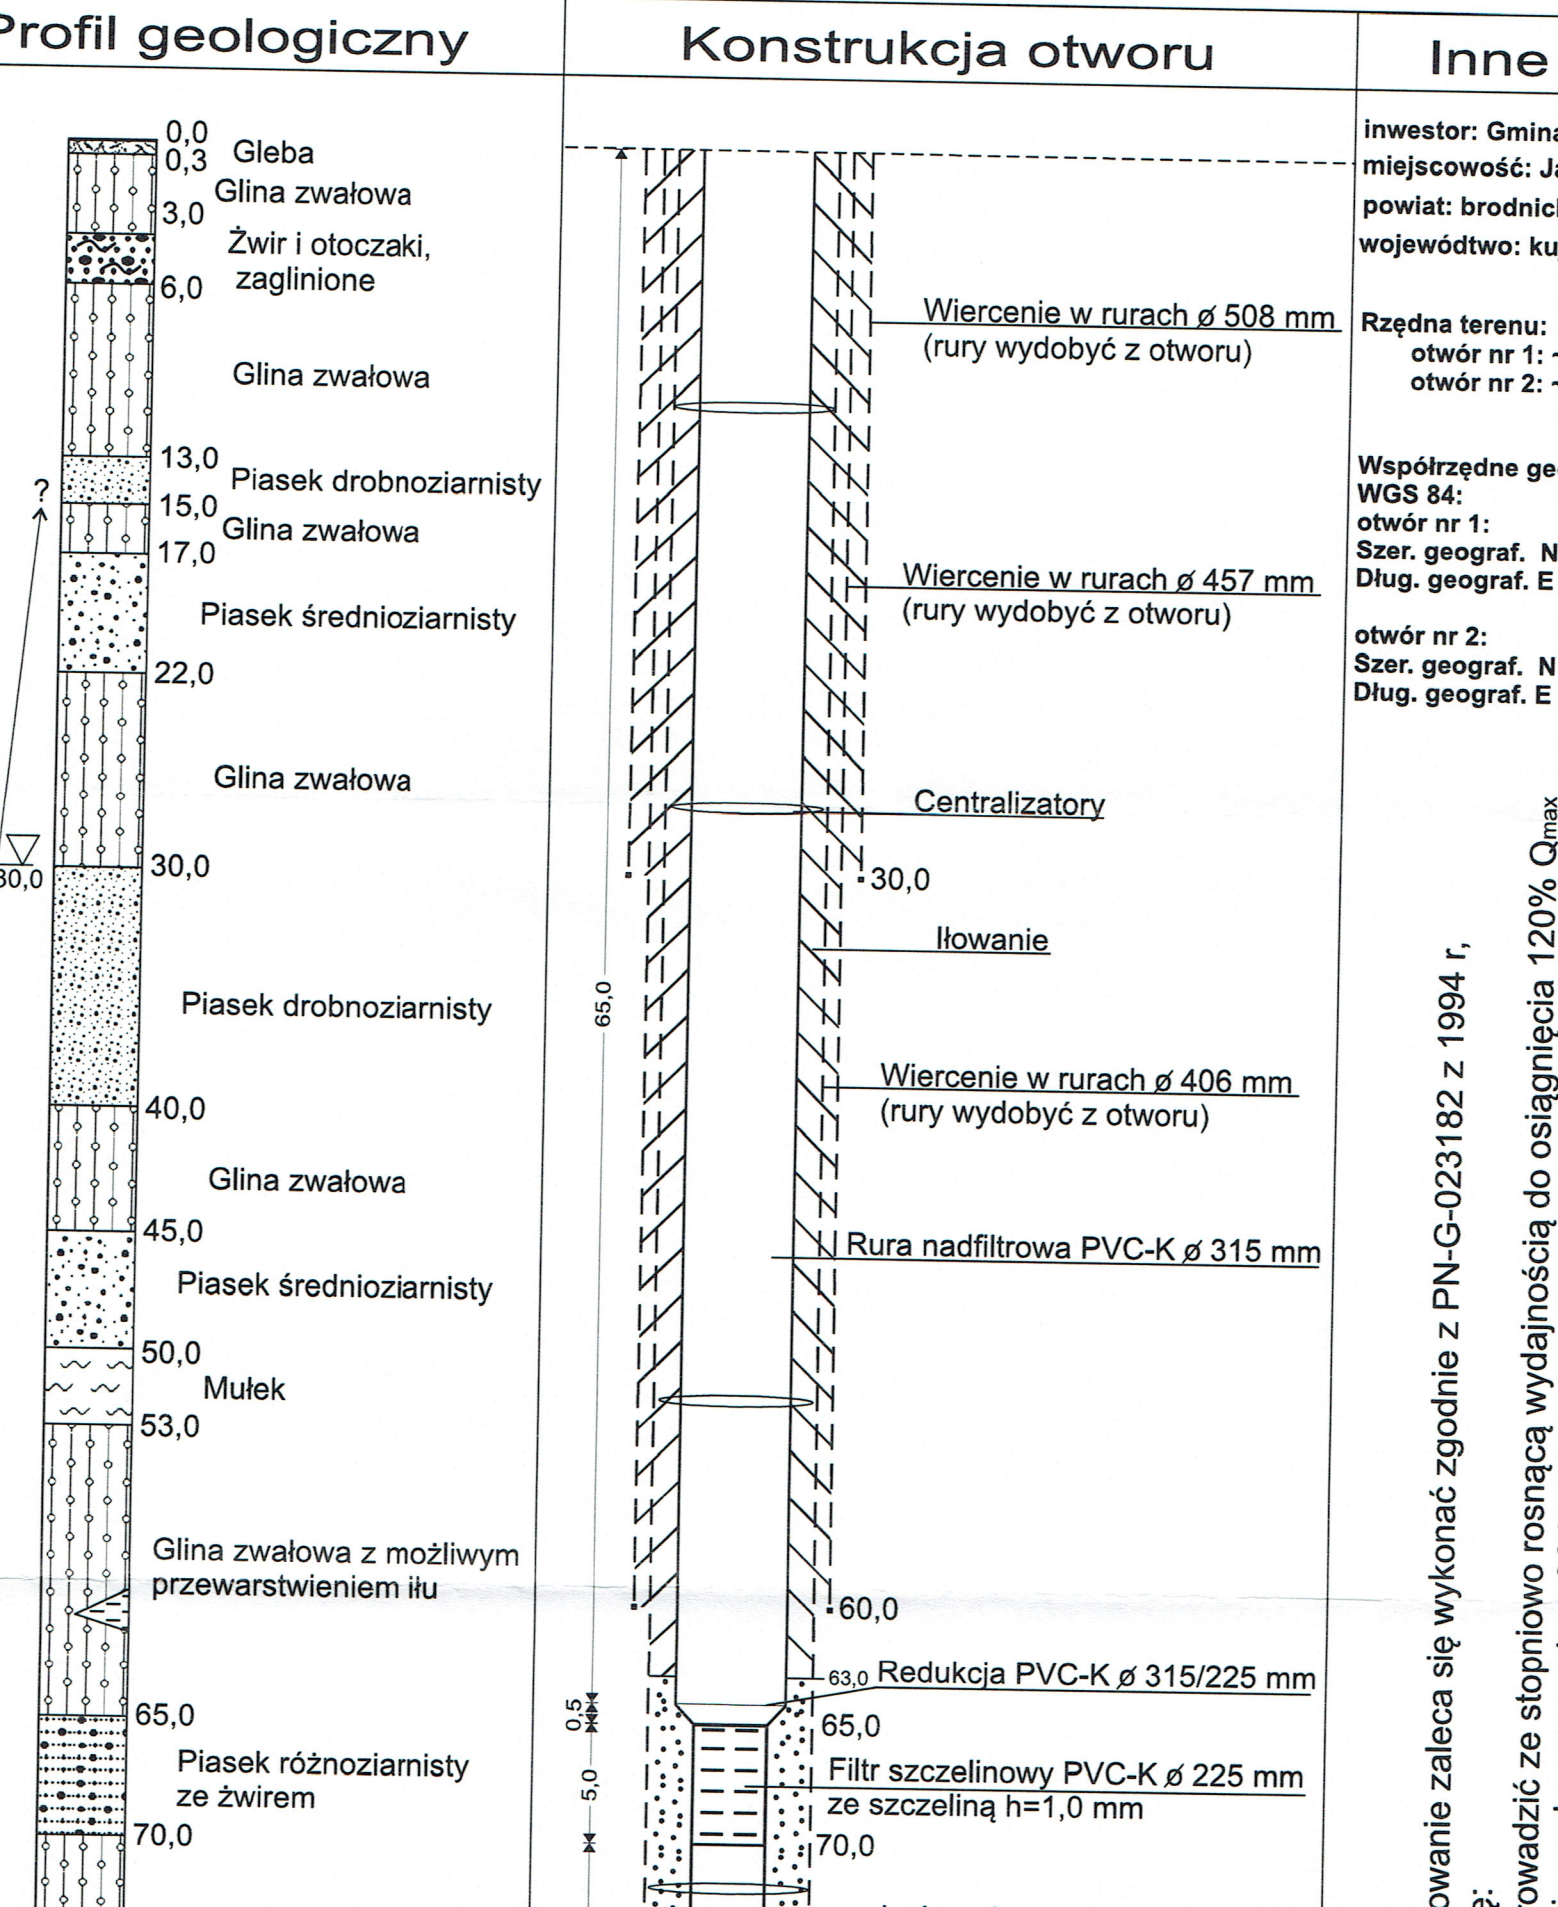 Profil geologiczny
0,0
Gleba
0,3
Glina zwałowa
3,0
Żwir i otoczaki,
zaglinione
6,0
Glina zwałowa
13,0
Piasek drobnoziarnisty
?
15,0
Glina zwałowa
17,0
Piasek średnioziarnisty
22,0
Glina zwałowa
30,0
30,0
Piasek drobnoziarnisty
40,0
Glina zwałowa
45,0
Piasek średnioziarnisty
50,0
Mułek
53,0
Glina zwałowa z możliwym
przewarstwieniem iłu
65,0
Piasek różnoziarnisty
ze żwirem
70,0
Konstrukcja otworu
Wiercenie w rurach ø 508 mm
(rury wydobyć z otworu)
Wiercenie w rurach ø 457 mm
(rury wydobyć z otworu)
Centralizatory
30,0
Iłowanie
65,0
Wiercenie w rurach ø 406 mm
(rury wydobyć z otworu)
Rura nadfiltrowa PVC-K ø 315 mm
60,0
63,0 Redukcja PVC-K ø 315/225 mm
0,5
65,0
5,0
Filtr szczelinowy PVC-K ø 225 mm
ze szczeliną h=1,0 mm
70,0
Inne
inwestor: Gmina
miejscowość: Ja
powiat: brodnick
wojewódtwo: kuj
Rzędna terenu:
otwór nr 1: ~
otwór nr 2: ~
Współrzędne geo
WGS 84:
otwór nr 1:
Szer. geograf. N
Dług. geograf. E
otwór nr 2:
Szer. geograf. N
Dług. geograf. E
owanie zaleca się wykonać zgodnie z PN-G-023182 z 1994 r,
ę:
rowadzić ze stopniowo rosnącą wydajnością do osiągnięcia 120% Qmax